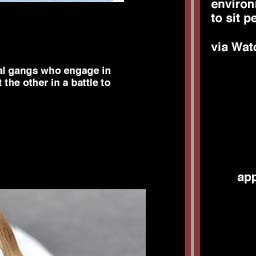 al gangs who engage in
t the other in a battle to
environ
to sit pe
via Wat
app